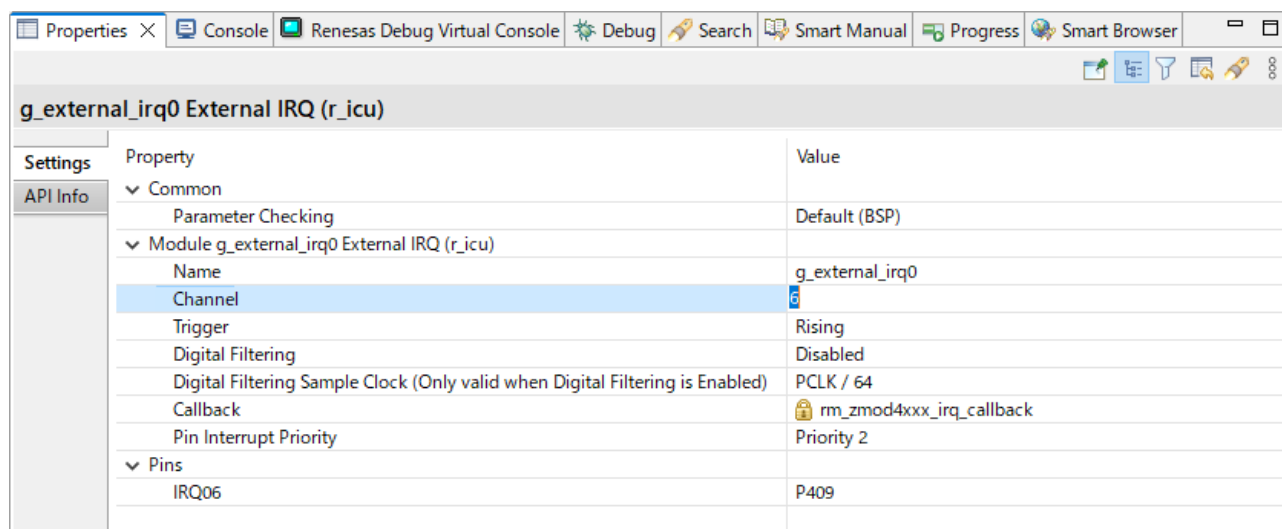 Properties Console Renesas Debug Virtual Console Debug Search Smart Manual Progress Smart Browser
g_external_irq0 External IRQ (r_icu)
Settings
API Info
Property Value
Common
Parameter Checking Default (BSP)
Module g_external_irq0 External IRQ (r_icu)
Name g_external_irq0
Channel 6
Trigger Rising
Digital Filtering Disabled
Digital Filtering Sample Clock (Only valid when Digital Filtering is Enabled) PCLK / 64
Callback rm_zmod4xxx_irq_callback
Pin Interrupt Priority Priority 2
Pins
IRQ06 P409